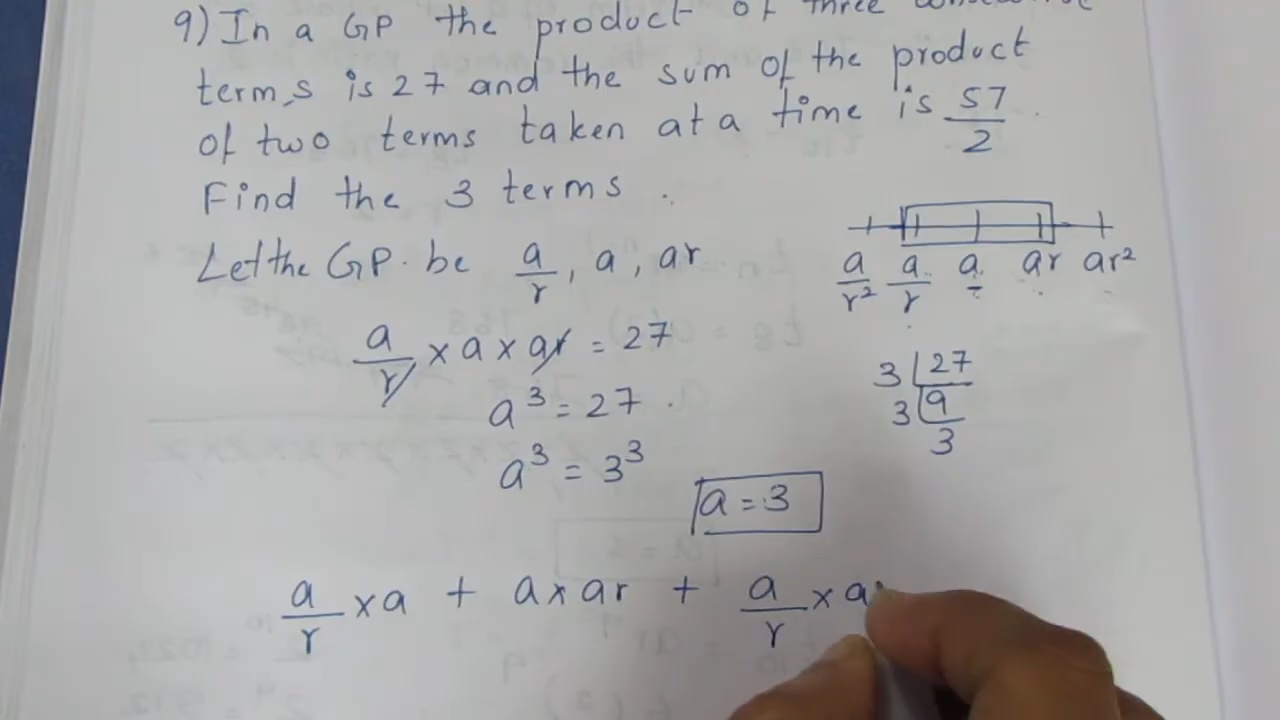 9) In a GP the product of three
terms is 27 and the sum of the product
of two terms taken at a time is 57/2.
Find the 3 terms.
Let the GP. be a/r, a, ar
a/r² a/r a ar ar²
a/r × a × ar = 27
a³ = 27.
a³ = 3³
3 | 27
3 | 9
3
a = 3
a/r × a + a × ar + a/r × a